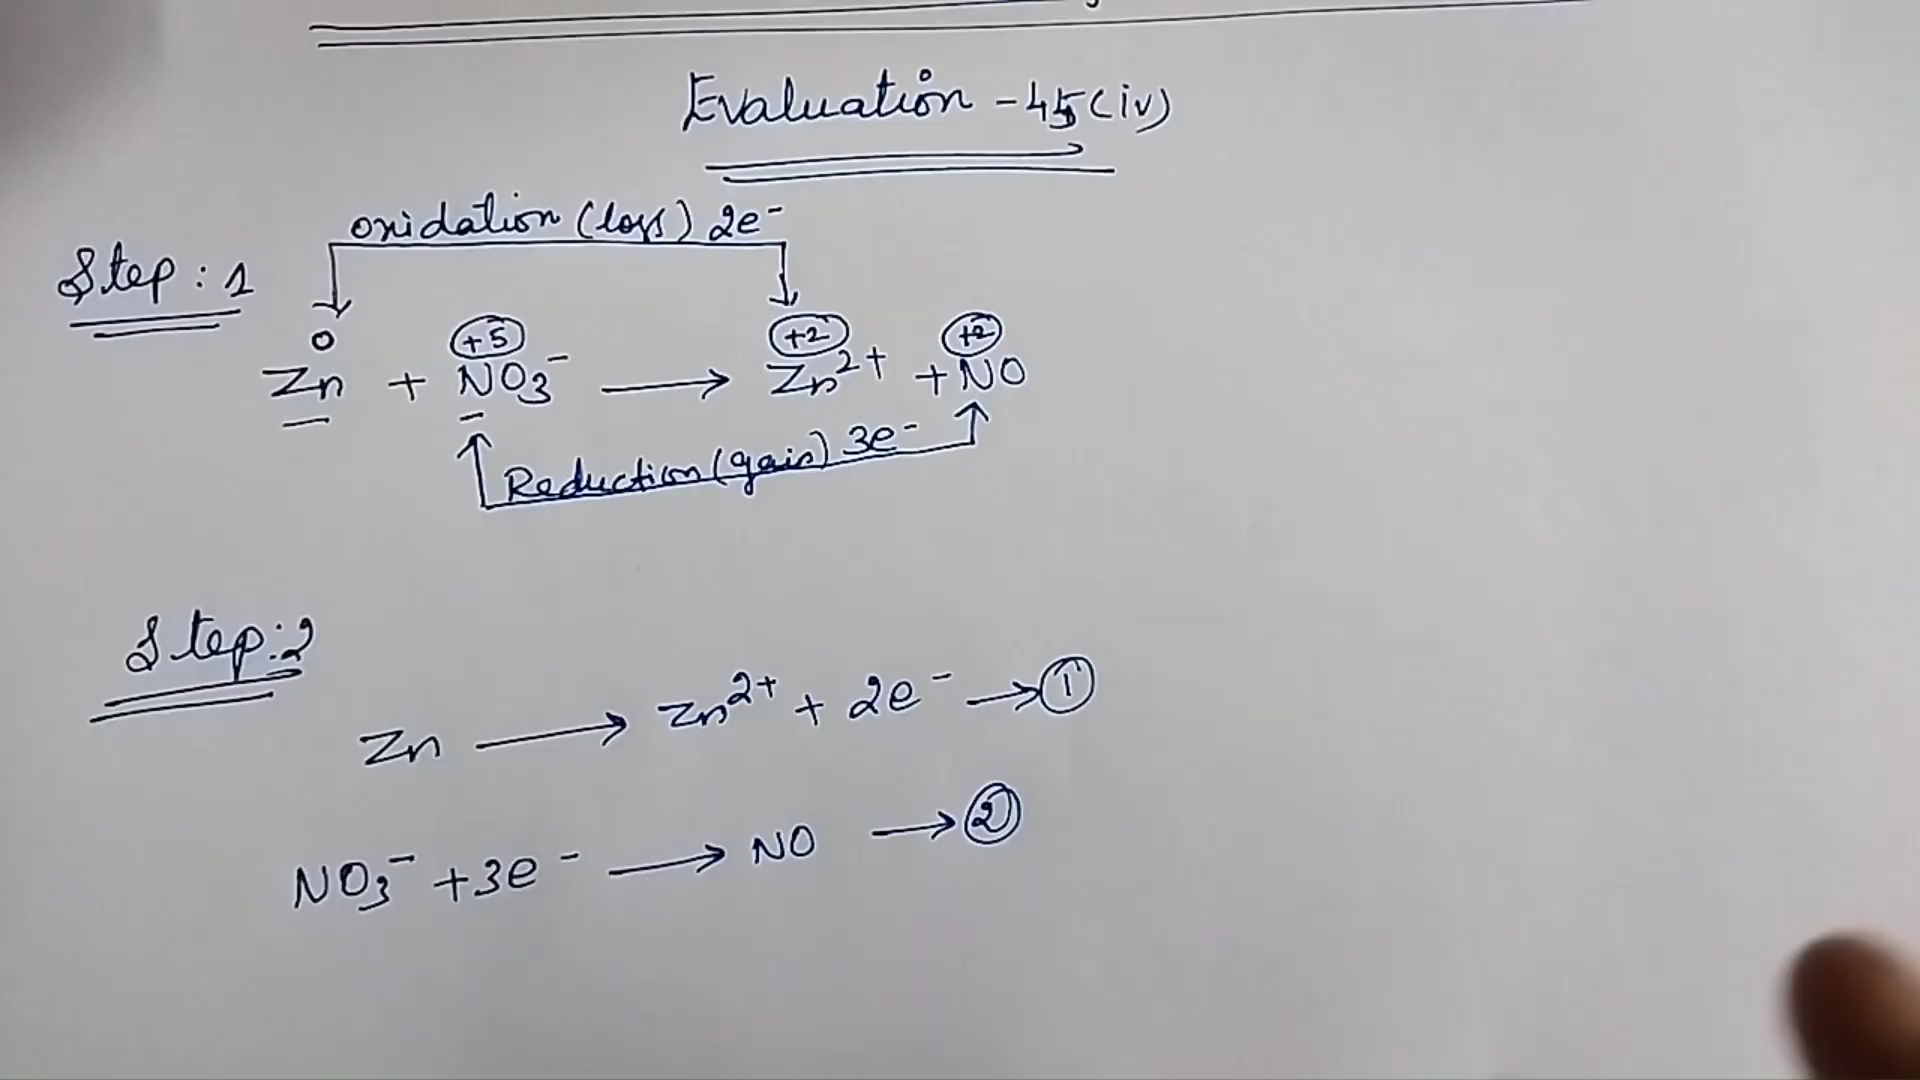 Evaluation - 45(iv)
oxidation (loss) 2e⁻
Step : 1
0 +5 +2 +2
Zn + NO₃⁻ ⟶ Zn²⁺ + NO
Reduction (gain) 3e⁻
Step:2
Zn ⟶ Zn²⁺ + 2e⁻ → ①
NO₃⁻ + 3e⁻ ⟶ NO → ②